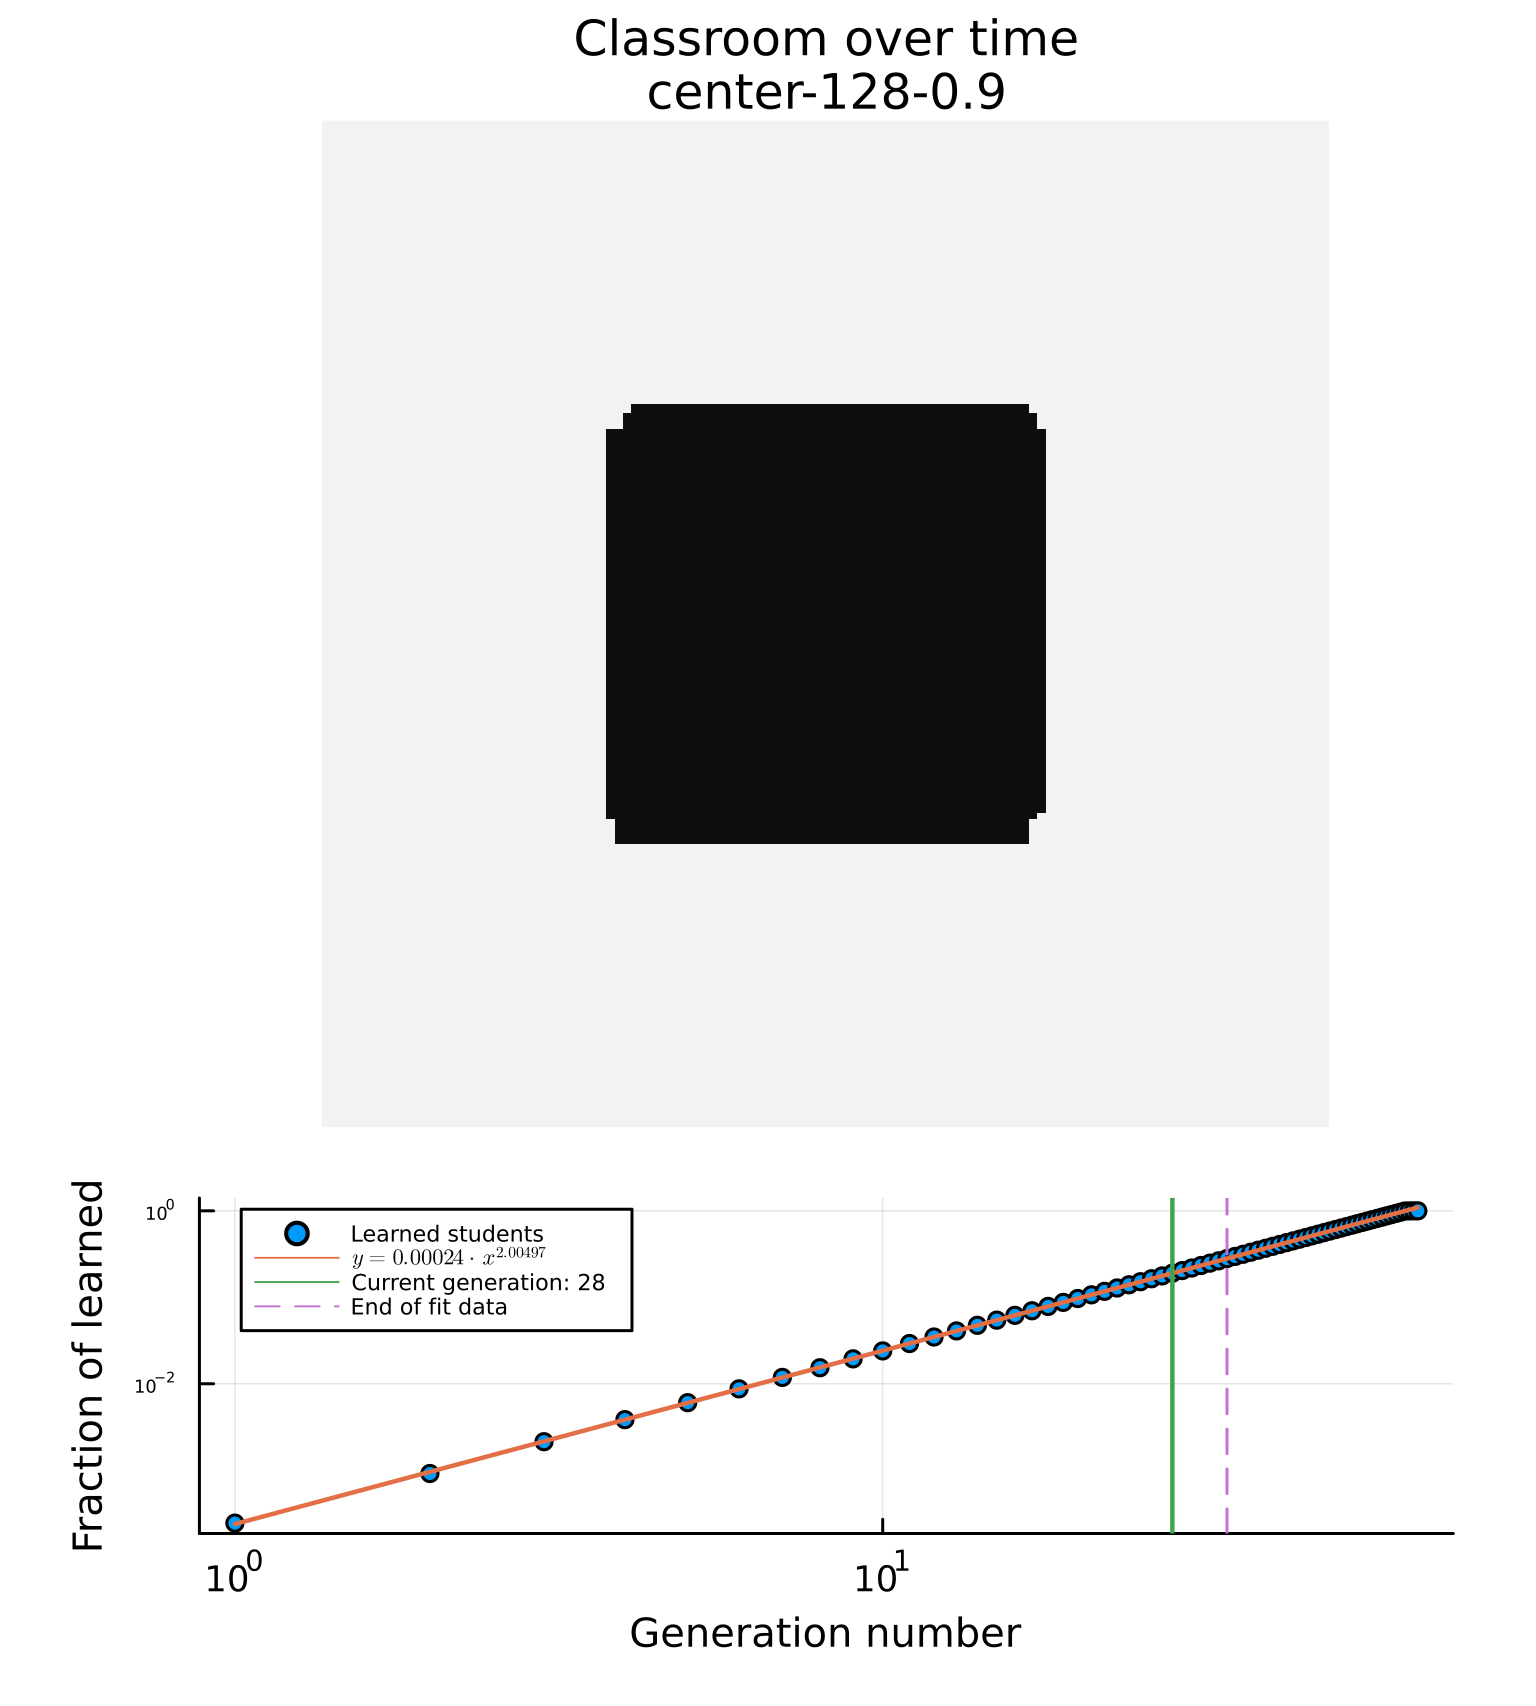 Classroom over time
center-128-0.9
Fraction of learned
10⁰
10⁻²
Learned students
y = 0.00024 · x^2.00497
Current generation: 28
End of fit data
10⁰
10¹
Generation number